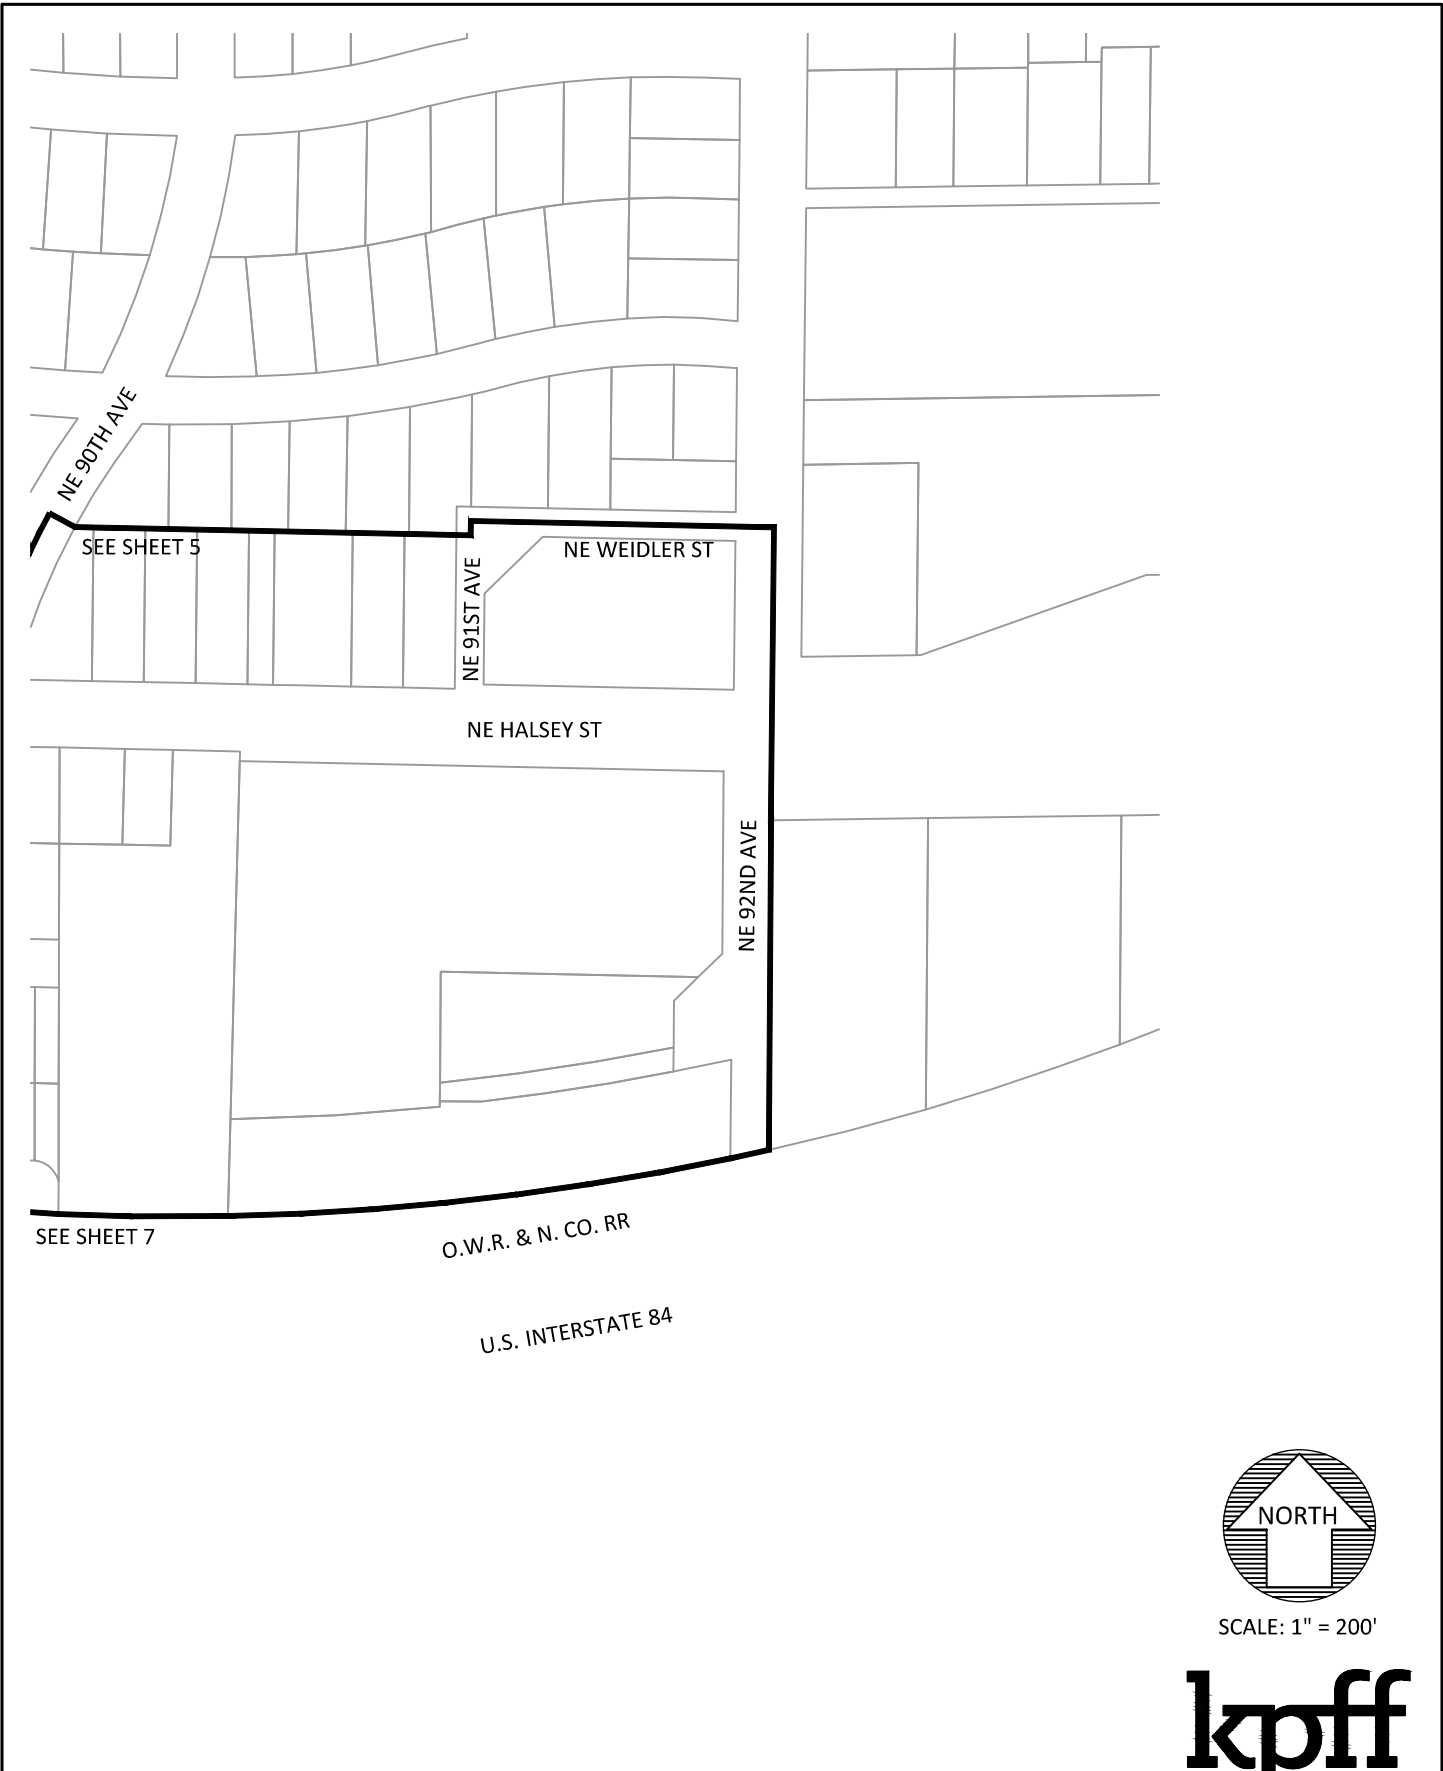 NE 90TH AVE
SEE SHEET 5
NE WEIDLER ST
NE 91ST AVE
NE HALSEY ST
NE 92ND AVE
SEE SHEET 7
O.W.R. & N. CO. RR
U.S. INTERSTATE 84
NORTH
SCALE: 1" = 200'
kpff